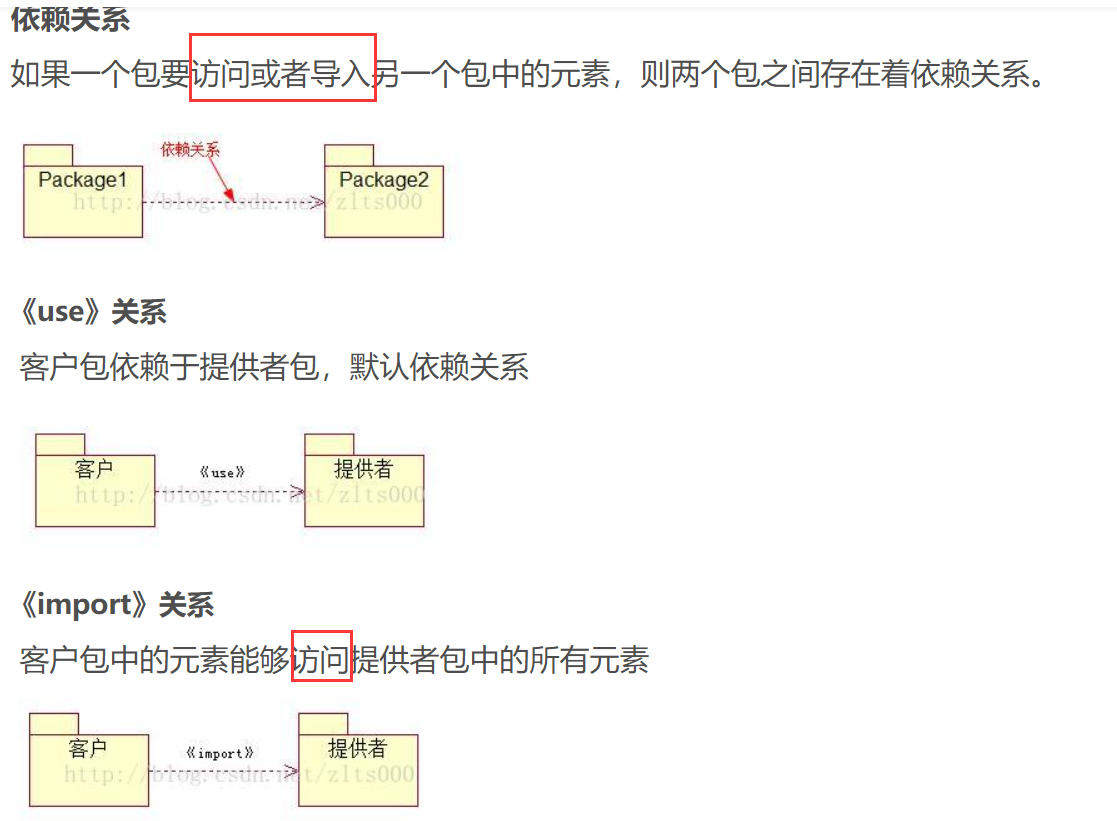 依赖关系
如果一个包要访问或者导入另一个包中的元素，则两个包之间存在着依赖关系。
依赖关系
Package1
Package2
http://blog.csdn.net/zlts000
《use》关系
客户包依赖于提供者包，默认依赖关系
客户
《use》
提供者
http://blog.csdn.net/zlts000
《import》关系
客户包中的元素能够访问提供者包中的所有元素
客户
《import》
提供者
http://blog.csdn.net/zlts000